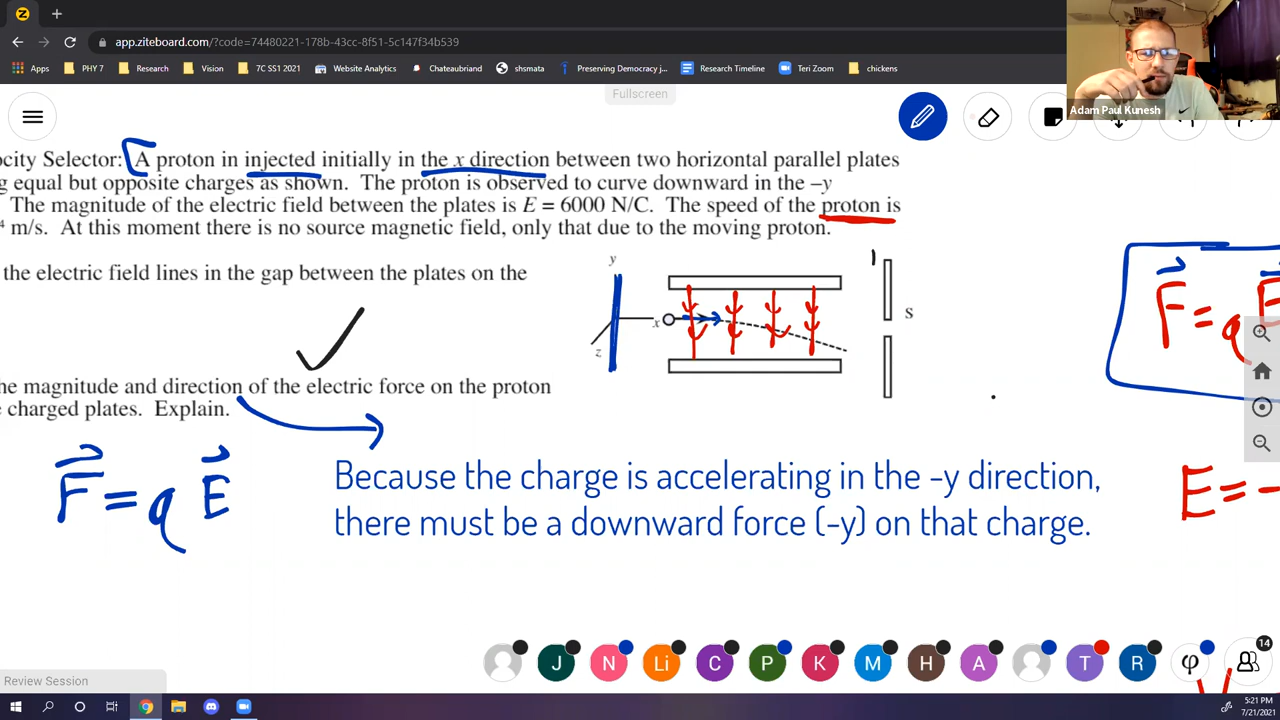 app.ziteboard.com/?code=74480221-178b-43cc-8f51-5c147f34b539
Apps PHY 7 Research Vision 7C SS1 2021 Website Analytics Chatea shsmata Preserving Democracy j... Research Timeline Teri Zoom chickens
Fullscreen
Adam Paul Kunesh
ocity Selector: A proton in injected initially in the x direction between two horizontal parallel plates
g equal but opposite charges as shown. The proton is observed to curve downward in the –y
The magnitude of the electric field between the plates is E = 6000 N/C. The speed of the proton is
⁴ m/s. At this moment there is no source magnetic field, only that due to the moving proton.
the electric field lines in the gap between the plates on the
y
x
z
S
F = q E
he magnitude and direction of the electric force on the proton
e charged plates. Explain.
F = q E
Because the charge is accelerating in the -y direction,
there must be a downward force (-y) on that charge.
E = -
J N Li C P K M H A T R φ 14
Review Session
5:21 PM
7/21/2021